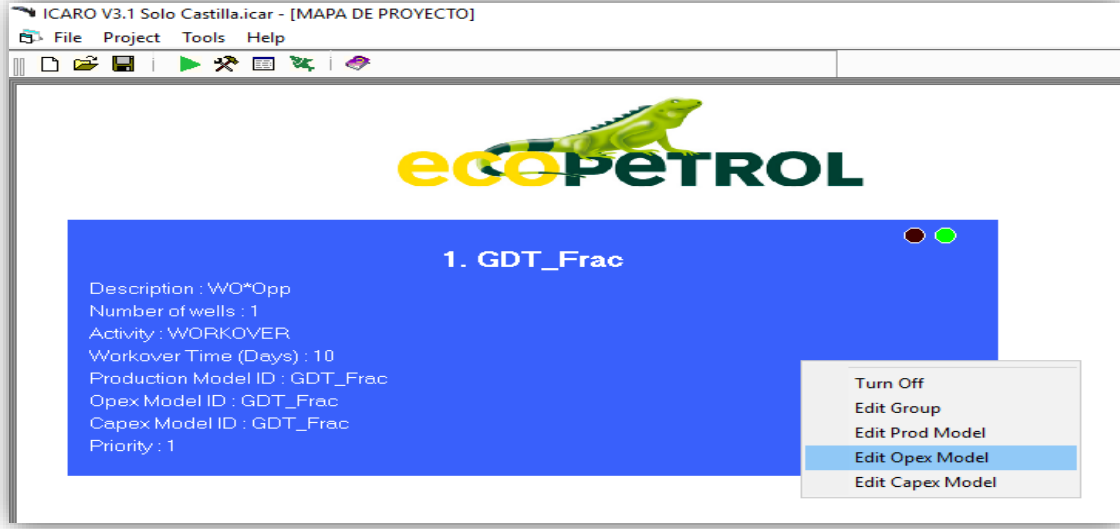 ICARO V3.1 Solo Castilla.icar - [MAPA DE PROYECTO]
File Project Tools Help
ecoPETROL
1. GDT_Frac
Description : WO*Opp
Number of wells : 1
Activity : WORKOVER
Workover Time (Days) : 10
Production Model ID : GDT_Frac
Opex Model ID : GDT_Frac
Capex Model ID : GDT_Frac
Priority : 1
Turn Off
Edit Group
Edit Prod Model
Edit Opex Model
Edit Capex Model